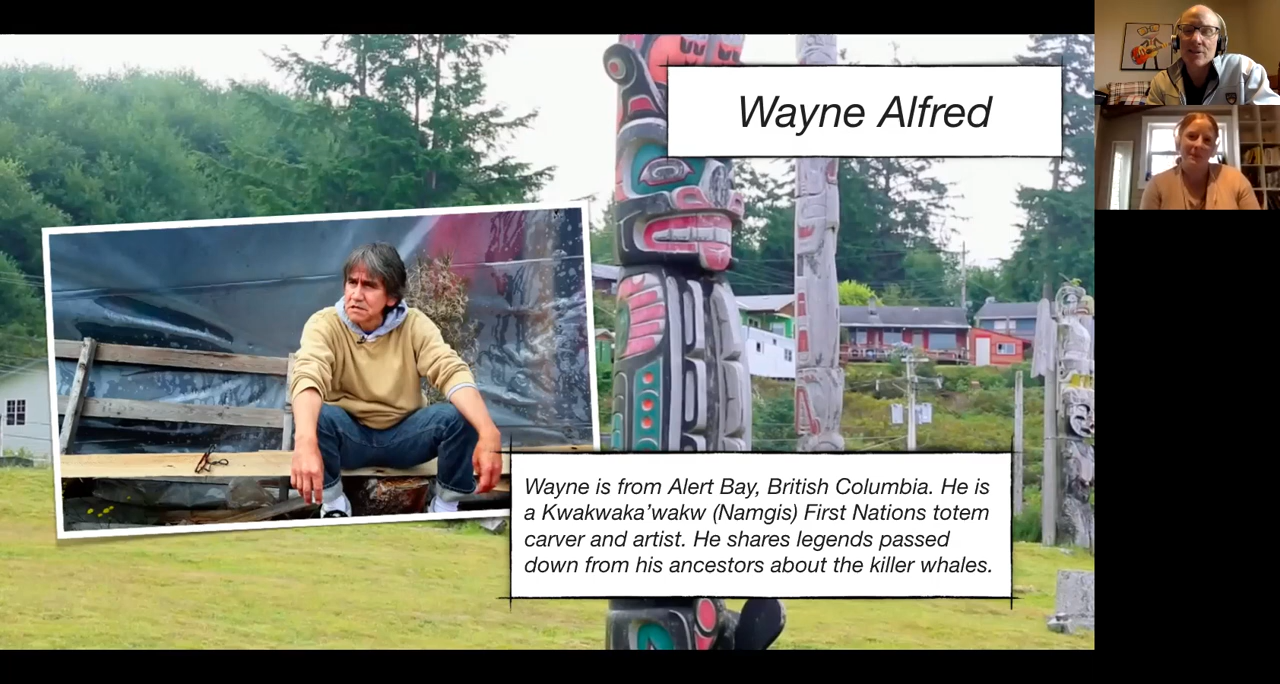 Wayne Alfred
Wayne is from Alert Bay, British Columbia. He is
a Kwakwaka’wakw (Namgis) First Nations totem
carver and artist. He shares legends passed
down from his ancestors about the killer whales.